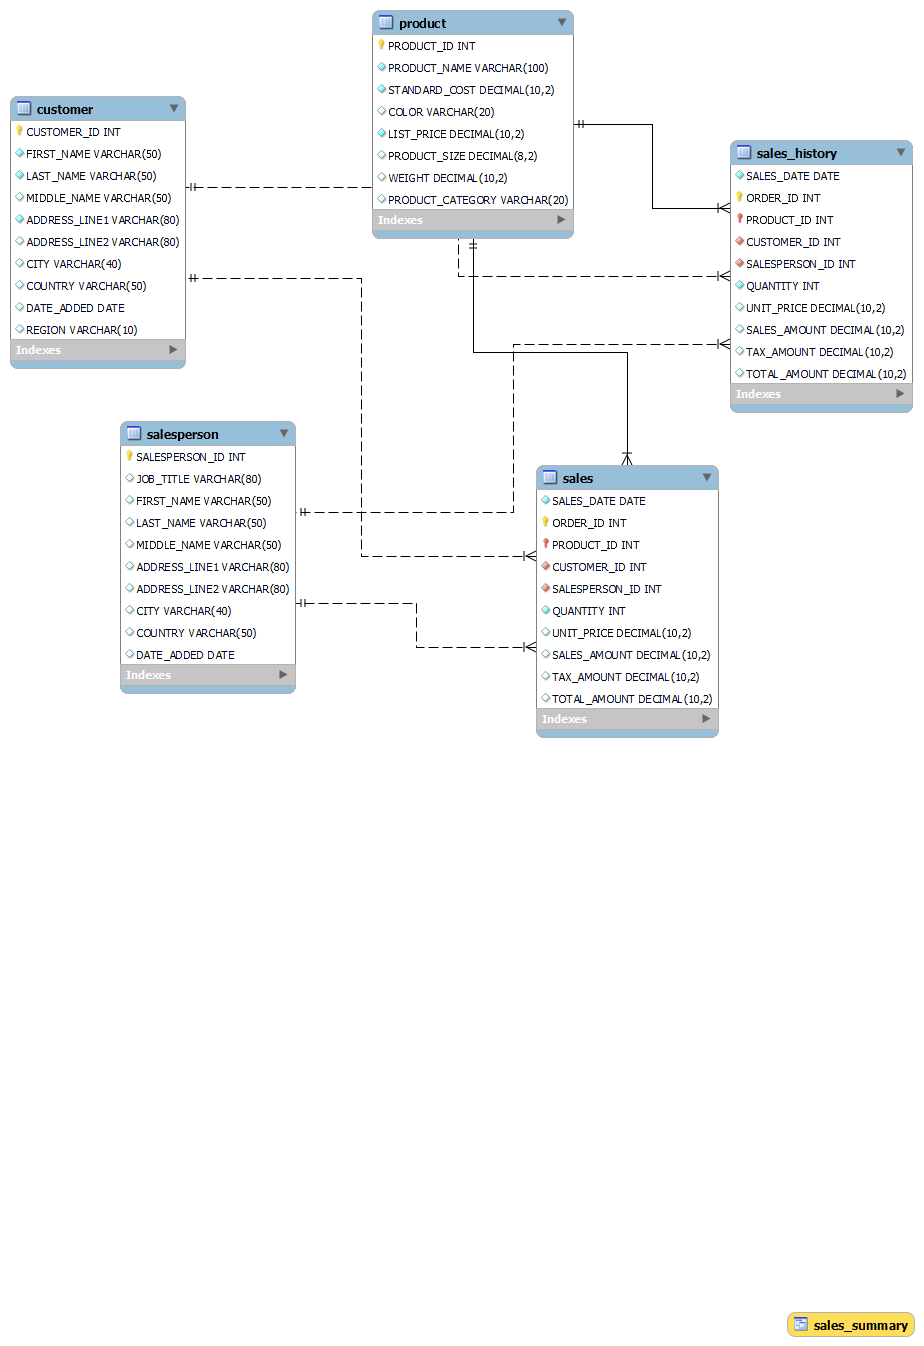 product
PRODUCT_ID INT
PRODUCT_NAME VARCHAR(100)
STANDARD_COST DECIMAL(10,2)
COLOR VARCHAR(20)
LIST_PRICE DECIMAL(10,2)
PRODUCT_SIZE DECIMAL(8,2)
WEIGHT DECIMAL(10,2)
PRODUCT_CATEGORY VARCHAR(20)
Indexes
customer
CUSTOMER_ID INT
FIRST_NAME VARCHAR(50)
LAST_NAME VARCHAR(50)
MIDDLE_NAME VARCHAR(50)
ADDRESS_LINE1 VARCHAR(80)
ADDRESS_LINE2 VARCHAR(80)
CITY VARCHAR(40)
COUNTRY VARCHAR(50)
DATE_ADDED DATE
REGION VARCHAR(10)
Indexes
sales_history
SALES_DATE DATE
ORDER_ID INT
PRODUCT_ID INT
CUSTOMER_ID INT
SALESPERSON_ID INT
QUANTITY INT
UNIT_PRICE DECIMAL(10,2)
SALES_AMOUNT DECIMAL(10,2)
TAX_AMOUNT DECIMAL(10,2)
TOTAL_AMOUNT DECIMAL(10,2)
Indexes
salesperson
SALESPERSON_ID INT
JOB_TITLE VARCHAR(80)
FIRST_NAME VARCHAR(50)
LAST_NAME VARCHAR(50)
MIDDLE_NAME VARCHAR(50)
ADDRESS_LINE1 VARCHAR(80)
ADDRESS_LINE2 VARCHAR(80)
CITY VARCHAR(40)
COUNTRY VARCHAR(50)
DATE_ADDED DATE
Indexes
sales
SALES_DATE DATE
ORDER_ID INT
PRODUCT_ID INT
CUSTOMER_ID INT
SALESPERSON_ID INT
QUANTITY INT
UNIT_PRICE DECIMAL(10,2)
SALES_AMOUNT DECIMAL(10,2)
TAX_AMOUNT DECIMAL(10,2)
TOTAL_AMOUNT DECIMAL(10,2)
Indexes
sales_summary